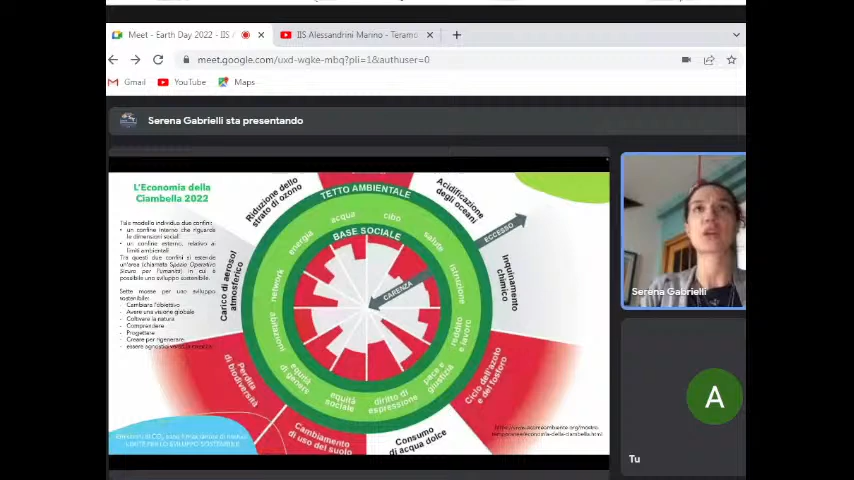 Meet - Earth Day 2022 - IIS A
IIS Alessandrini Marino - Teramo
meet.google.com/uxd-wgke-mbq?pli=1&authuser=0
Gmail
YouTube
Maps
Serena Gabrielli sta presentando
L'Economia della
Ciambella 2022
un confine interno che riguarda
le dimensioni sociali
un confine esterno, relativo ai
limiti ambientali
Tra questi due confini si estende
un'area (chiamata Spazio Operativo
Sicuro per l'umanità) in cui è
possibile uno sviluppo sostenibile.
Sette mosse per uno sviluppo
sostenibile:
- Cambiare l'obiettivo
- Avere una visione globale
- Coltivare la natura
- Comprendere
- Progettare
- Creare per rigenerare
TETTO AMBIENTALE
BASE SOCIALE
Riduzione dello
strato di ozono
Acidificazione
degli oceani
ECCESSO
Inquinamento
chimico
Ciclo dell'azoto
e del fosforo
Consumo
di acqua dolce
Cambiamento
di uso del suolo
Perdita
di biodiversità
Carico di aerosol
atmosferico
acqua
cibo
salute
istruzione
reddito
e lavoro
pace e
giustizia
diritto di
espressione
equità
sociale
equità
di genere
abitazioni
network
energia
CARENZA
Serena Gabrielli
A
Tu